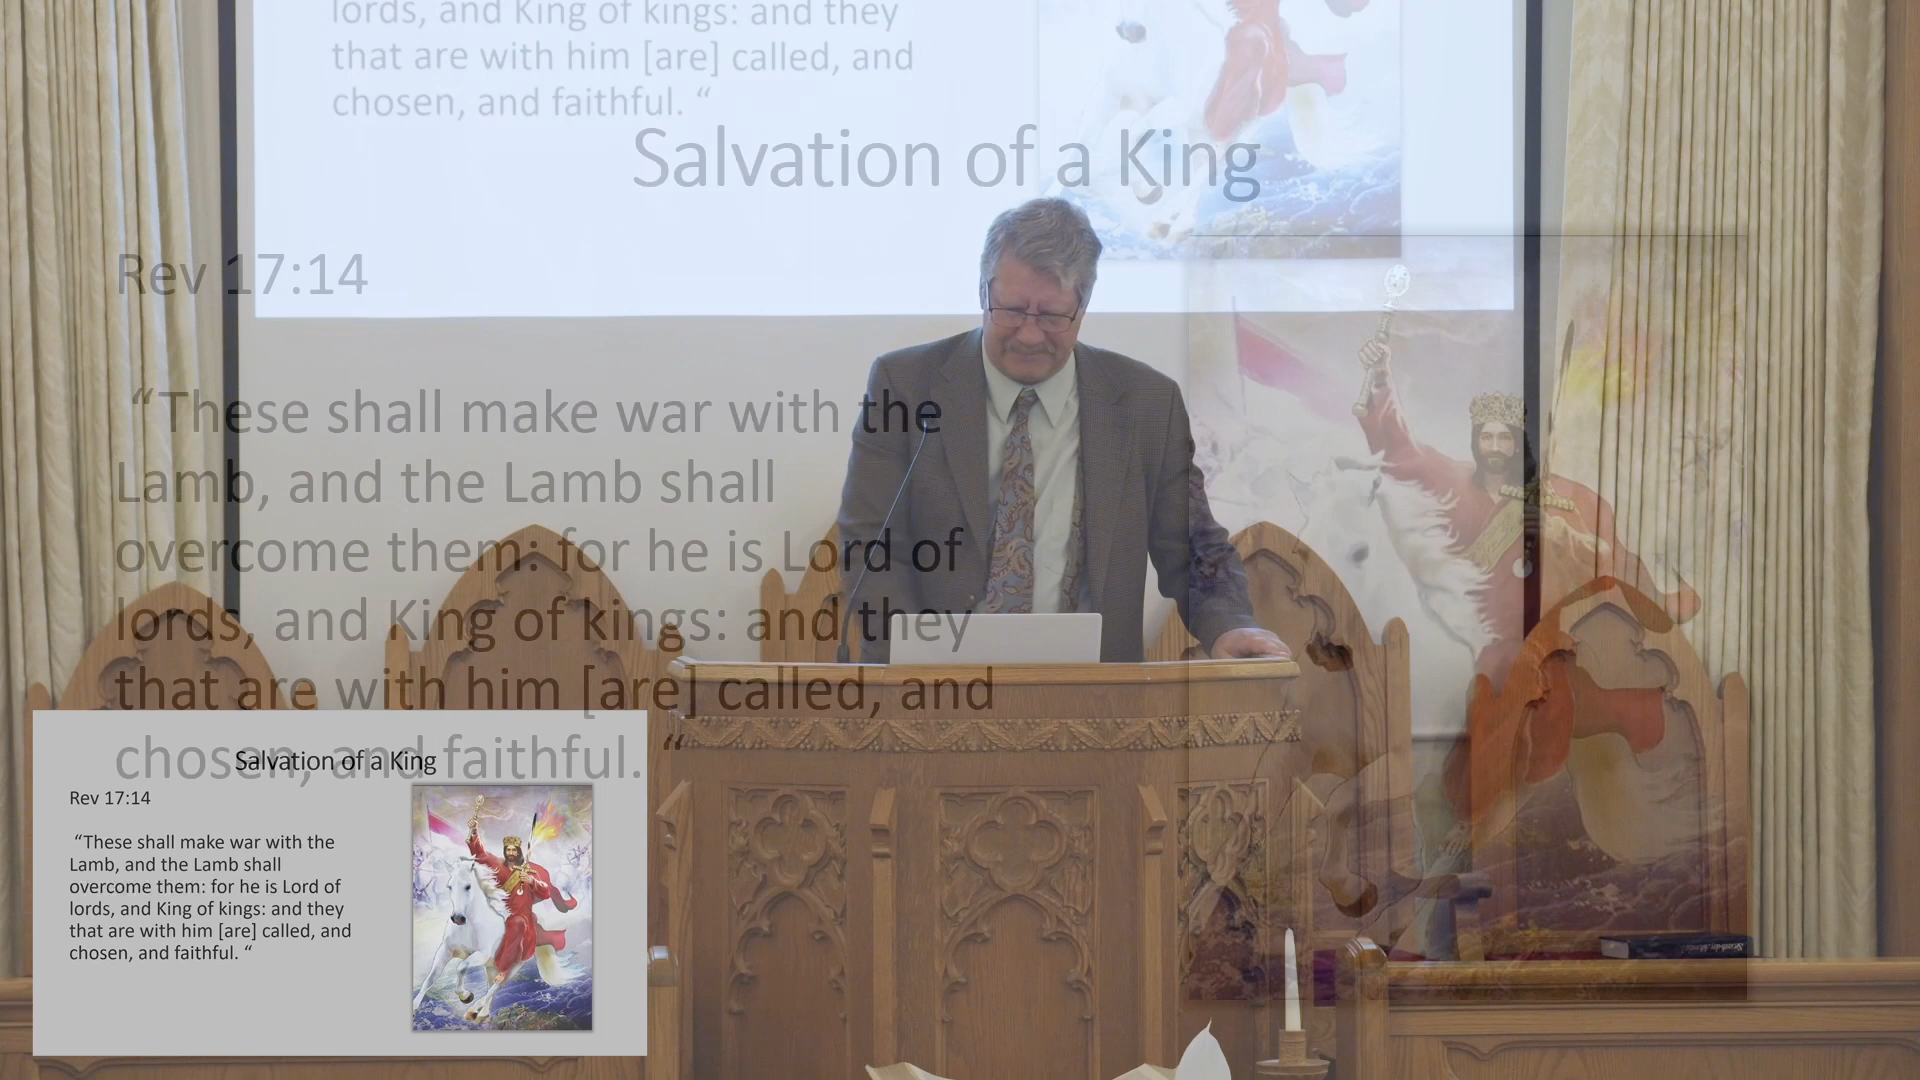 lords, and King of kings: and they
that are with him [are] called, and
chosen, and faithful. “
Salvation of a King
Rev 17:14
“These shall make war with the
Lamb, and the Lamb shall
overcome them: for he is Lord of
lords, and King of kings: and they
that are with him [are] called, and
chosen, and faithful. “
Salvation of a King
Rev 17:14
“These shall make war with the
Lamb, and the Lamb shall
overcome them: for he is Lord of
lords, and King of kings: and they
that are with him [are] called, and
chosen, and faithful. “